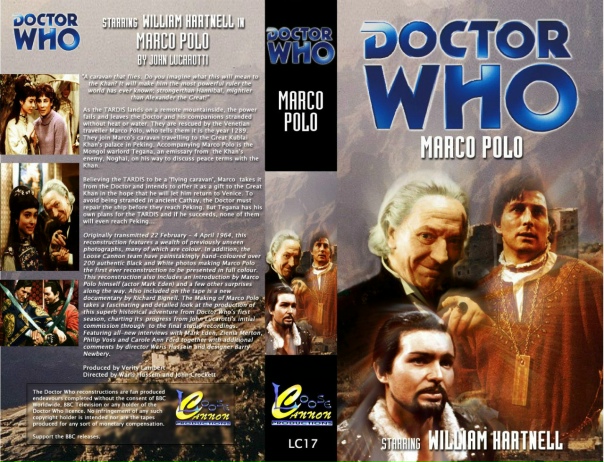 DOCTOR
WHO
STARRING WILLIAM HARTNELL IN
MARCO POLO
BY JOHN LUCAROTTI
"A caravan that flies. Do you imagine what this will mean to
the Khan? It will make him the most powerful ruler the
world has ever known; stronger than Hannibal, mightier
than Alexander the Great!"
As the TARDIS lands on a remote mountainside, the power
fails and leaves the Doctor and his companions stranded
without heat or water. They are rescued by the Venetian
traveller Marco Polo, who tells them it is the year 1289.
They join Marco's caravan travelling to the Great Kublai
Khan's palace in Peking. Accompanying Marco Polo is the
Mongol warlord Tegana, an emissary from the Khan's
enemy, Noghai, on his way to discuss peace terms with the
Khan.
Believing the TARDIS to be a 'flying caravan', Marco takes it
from the Doctor and intends to offer it as a gift to the Great
Khan in the hope that he will let him return to Venice. To
avoid being stranded in ancient Cathay, the Doctor must
repair the ship before they reach Peking. But Tegana has his
own plans for the TARDIS and if he succeeds, none of them
will even reach Peking...
Originally transmitted 22 February - 4 April 1964, this
reconstruction features a wealth of previously unseen
photographs, many of which are colour. In addition, the
Loose Cannon team have painstakingly hand-coloured over
200 authentic Black and White photos making Marco Polo
the first ever reconstruction to be presented in full colour.
This reconstruction also includes an introduction by Marco
Polo himself (actor Mark Eden) and a few other surprises
along the way. Also included on the tape is a new
documentary by Richard Bignell. The Making of Marco Polo
takes a fascinating and detailed look at the production of
this superb historical adventure from Doctor Who's first
season, charting its progress from John Lucarotti's initial
commission through to the final studio recordings.
Featuring all-new interviews with Mark Eden, Zienia Merton,
Philip Voss and Carole Ann Ford together with additional
comments by director Waris Hussein and designer Barry
Newbery.
Produced by Verity Lambert
Directed by Waris Hussein and John Crockett
The Doctor Who reconstructions are fan produced
endeavours completed without the consent of BBC
Worldwide, BBC Television or any holder of the
Doctor Who licence. No infringement of any such
copyright holder is intended nor are the tapes
produced for any sort of monetary compensation.
Support the BBC releases.
LOOSE
CANNON
PRODUCTIONS
DOCTOR
WHO
MARCO
POLO
LOOSE
CANNON
PRODUCTIONS
LC17
DOCTOR
WHO
MARCO POLO
STARRING WILLIAM HARTNELL